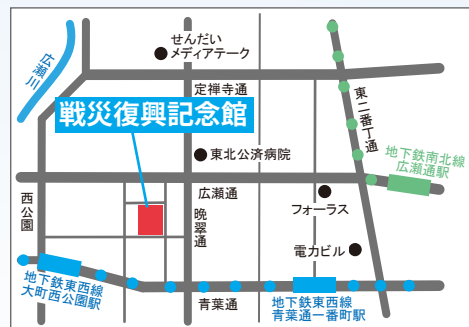 せんだい
メディアテーク
広瀬川
定禅寺通
東二番丁通
戦災復興記念館
東北公済病院
地下鉄南北線
広瀬通駅
広瀬通
西公園
晩翠通
フォーラス
電力ビル
地下鉄東西線
大町西公園駅
青葉通
地下鉄東西線
青葉通一番町駅